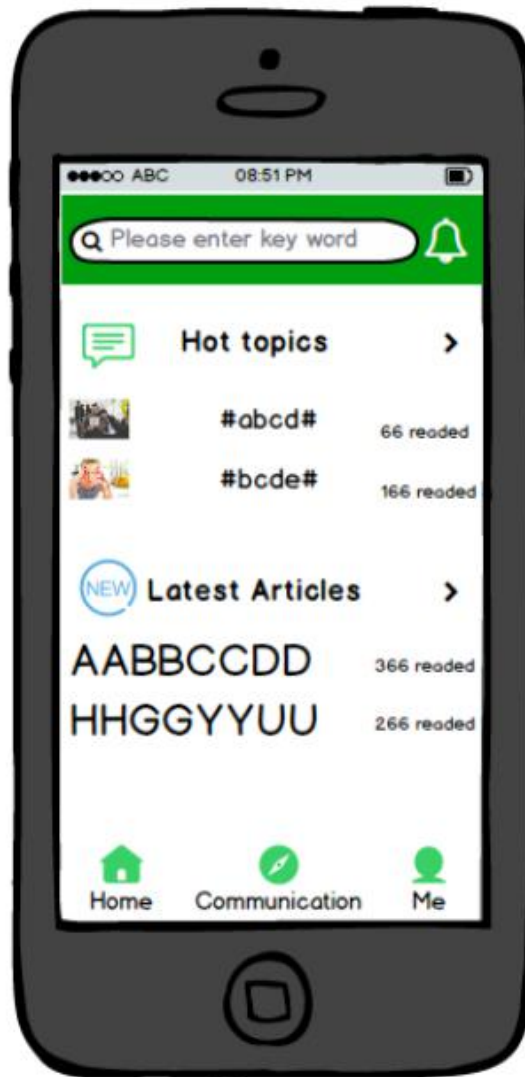 ABC 08:51 PM
Please enter key word
Hot topics
#abcd# 66 readed
#bcde# 166 readed
NEW Latest Articles
AABBCCDD 366 readed
HHGGYYUU 266 readed
Home Communication Me